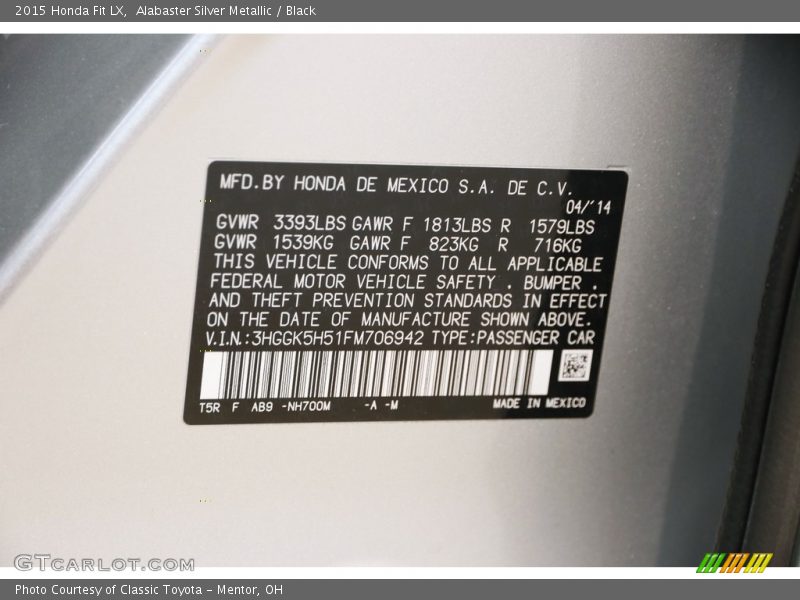 2015 Honda Fit LX,  Alabaster Silver Metallic / Black
MFD.BY HONDA DE MEXICO S.A. DE C.V.
04/'14
GVWR 3393LBS GAWR F 1813LBS R 1579LBS
GVWR 1539KG GAWR F 823KG R 716KG
THIS VEHICLE CONFORMS TO ALL APPLICABLE
FEDERAL MOTOR VEHICLE SAFETY . BUMPER .
AND THEFT PREVENTION STANDARDS IN EFFECT
ON THE DATE OF MANUFACTURE SHOWN ABOVE.
V.I.N.:3HGGK5H51FM706942 TYPE:PASSENGER CAR
T5R F AB9 -NH700M -A -M MADE IN MEXICO
GTCARLOT.COM
Photo Courtesy of Classic Toyota - Mentor, OH